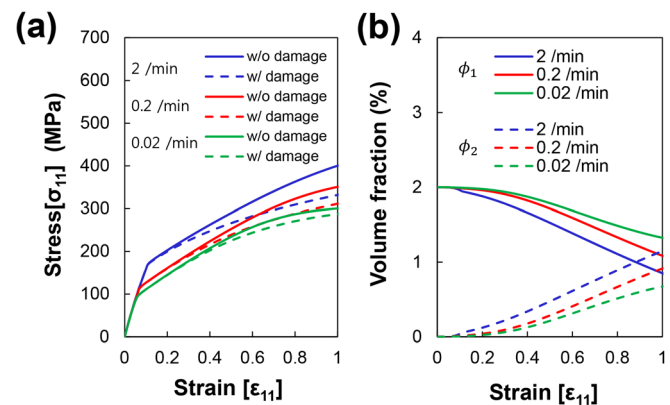 (a)
700
600
500
400
300
200
100
0
Stress[σ₁₁] (MPa)
2 /min
w/o damage
w/ damage
0.2 /min
w/o damage
w/ damage
0.02 /min
w/o damage
w/ damage
0 0.2 0.4 0.6 0.8 1
Strain [ε₁₁]
(b)
4
3
2
1
0
Volume fraction (%)
ϕ₁
2 /min
0.2 /min
0.02 /min
ϕ₂
2 /min
0.2 /min
0.02 /min
0 0.2 0.4 0.6 0.8 1
Strain [ε₁₁]